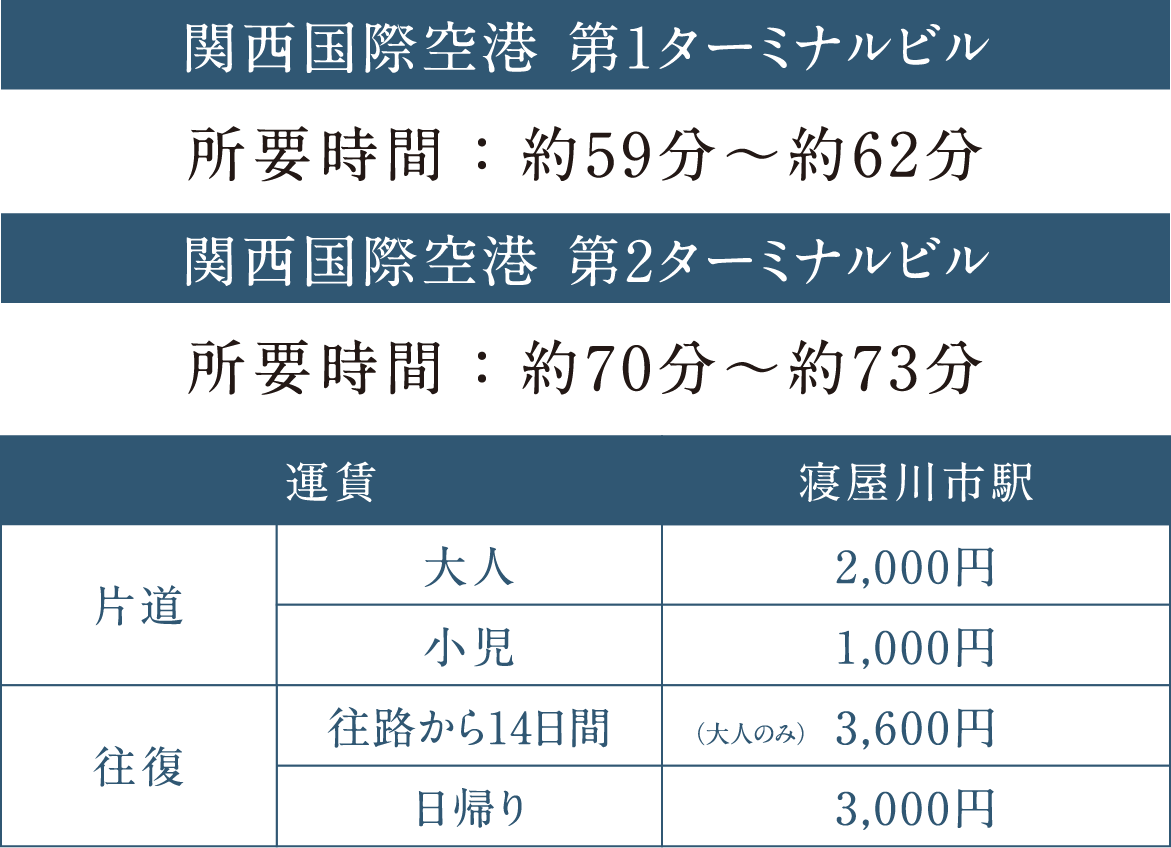 関西国際空港 第1ターミナルビル
所要時間：約59分～約62分
関西国際空港 第2ターミナルビル
所要時間：約70分～約73分
運賃 寝屋川市駅
片道 大人 2,000円
小児 1,000円
往復 往路から14日間 （大人のみ） 3,600円
日帰り 3,000円